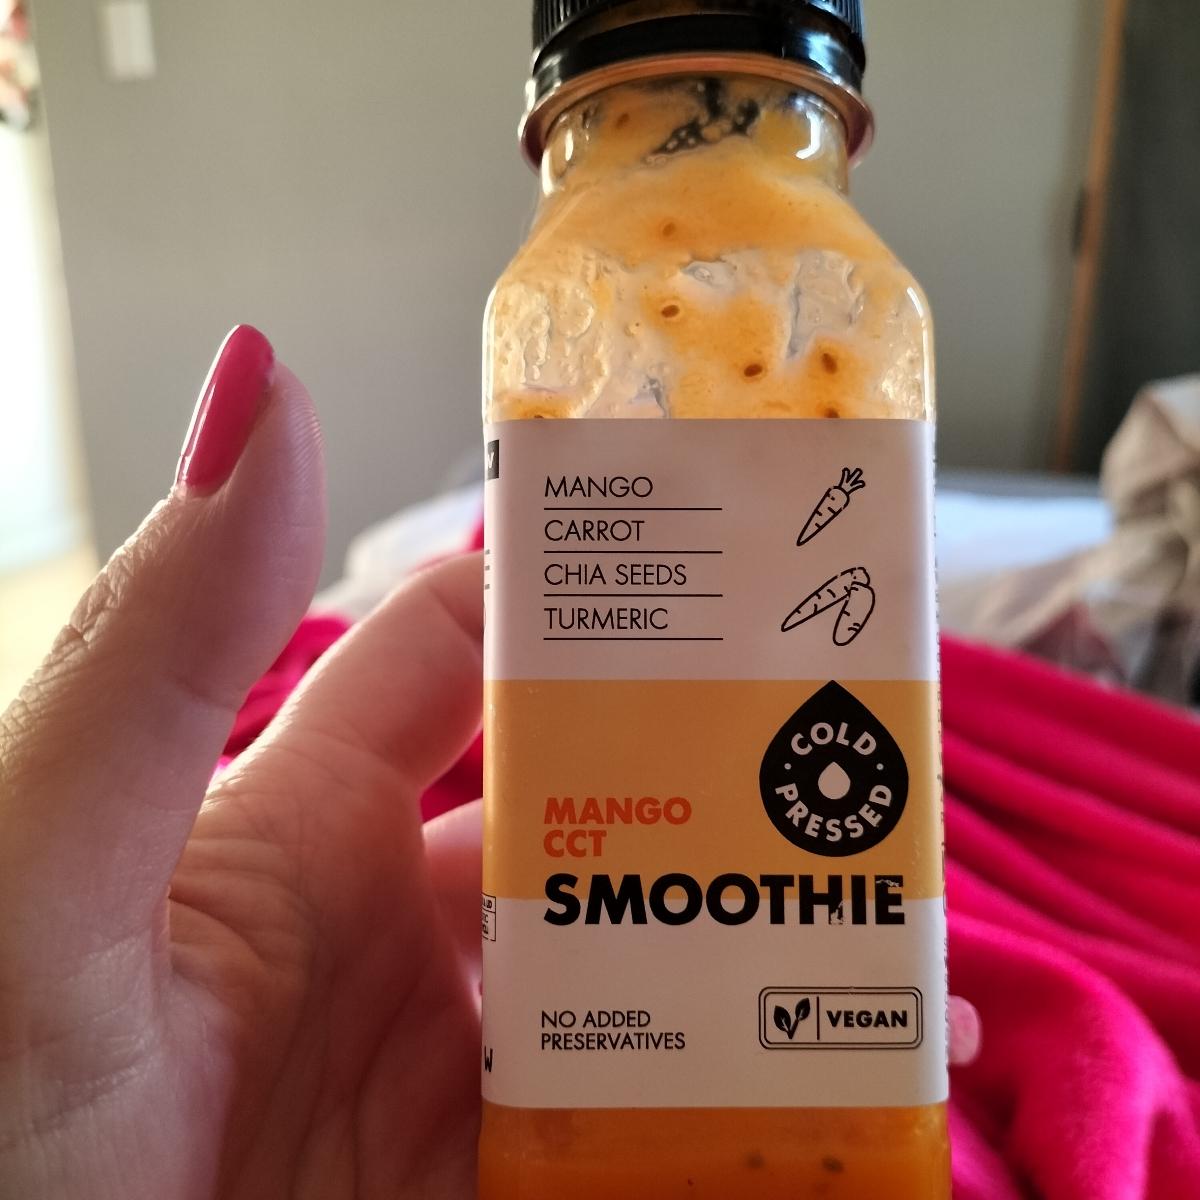 MANGO
CARROT
CHIA SEEDS
TURMERIC
COLD
PRESSED
MANGO
CCT
SMOOTHIE
NO ADDED
PRESERVATIVES
VEGAN
W